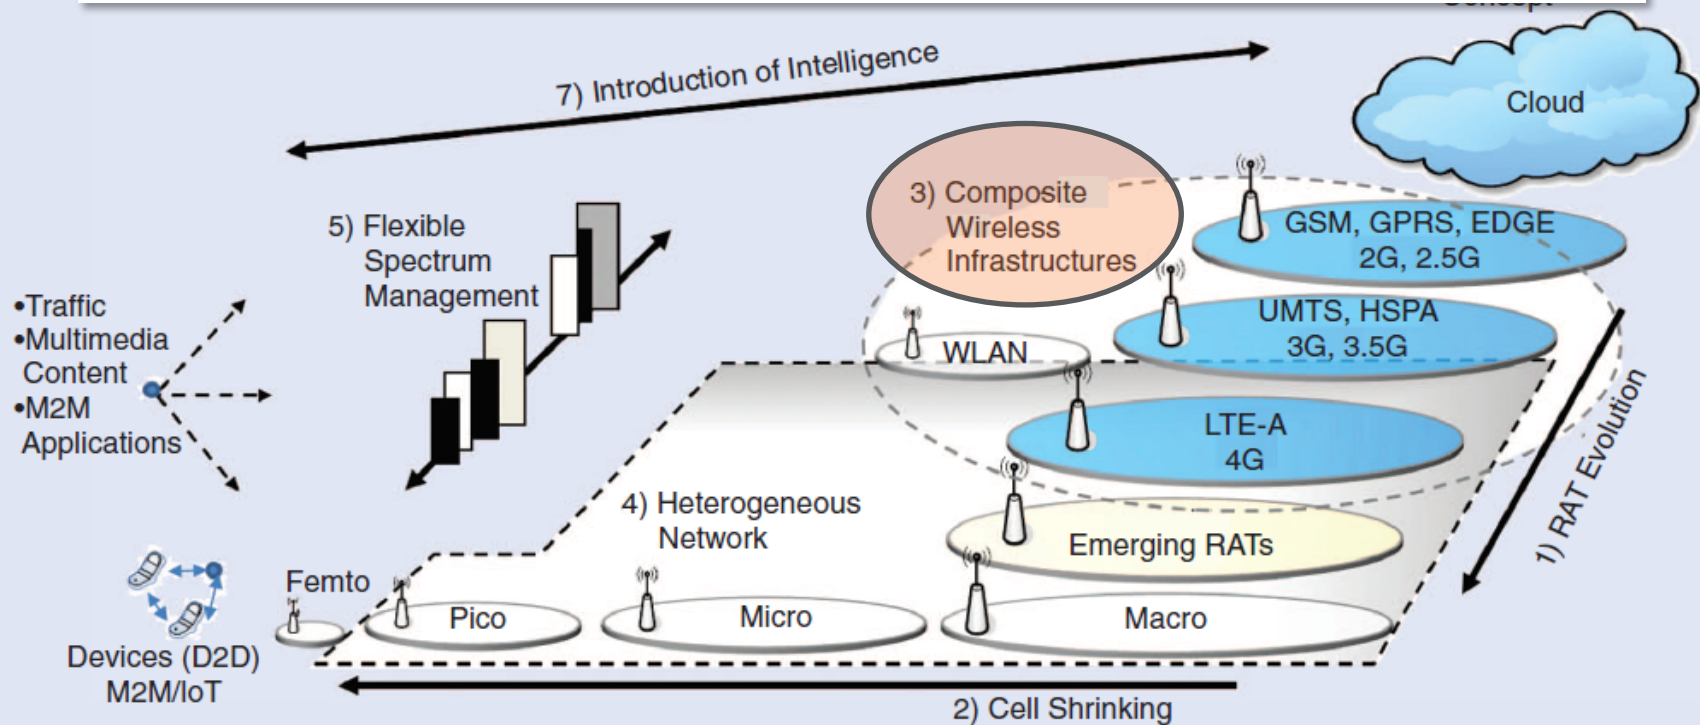 Concept
7) Introduction of Intelligence
Cloud
3) Composite
Wireless
Infrastructures
GSM, GPRS, EDGE
2G, 2.5G
5) Flexible
Spectrum
Management
•Traffic
•Multimedia
Content
•M2M
Applications
UMTS, HSPA
3G, 3.5G
WLAN
LTE-A
4G
1) RAT Evolution
4) Heterogeneous
Network
Emerging RATs
Femto
Pico
Micro
Macro
Devices (D2D)
M2M/IoT
2) Cell Shrinking